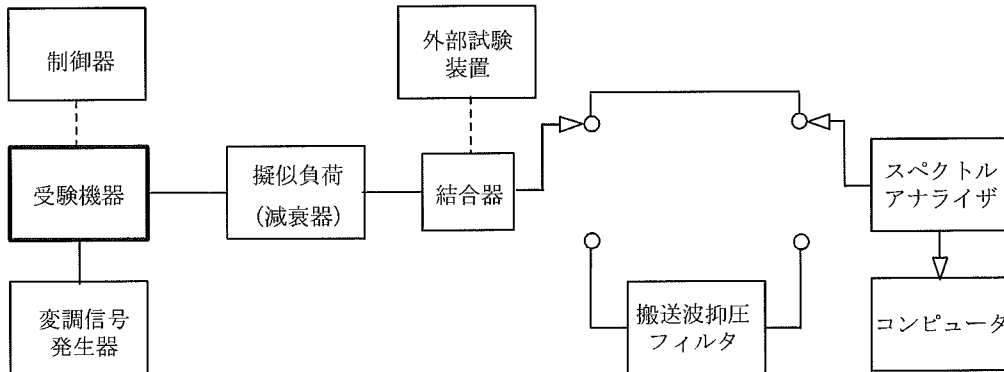 制御器
外部試験
装置
受験機器
擬似負荷
(減衰器)
結合器
スペクトル
アナライザ
変調信号
発生器
搬送波抑圧
フィルタ
コンピュータ